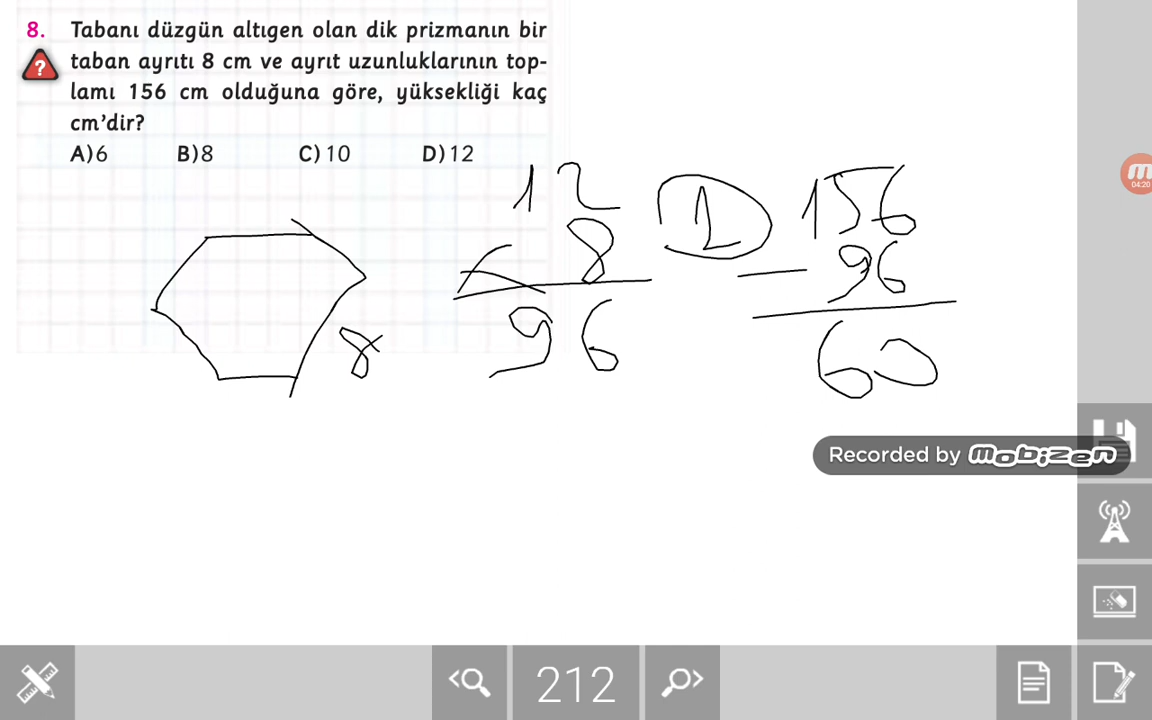 8. Tabanı düzgün altıgen olan dik prizmanın bir
? taban ayrıtı 8 cm ve ayrıt uzunluklarının top-
lamı 156 cm olduğuna göre, yüksekliği kaç
cm'dir?
A) 6 B) 8 C) 10 D) 12
12
8
96
8
1
156
- 96
60
m
04:20
Recorded by mobizen
212